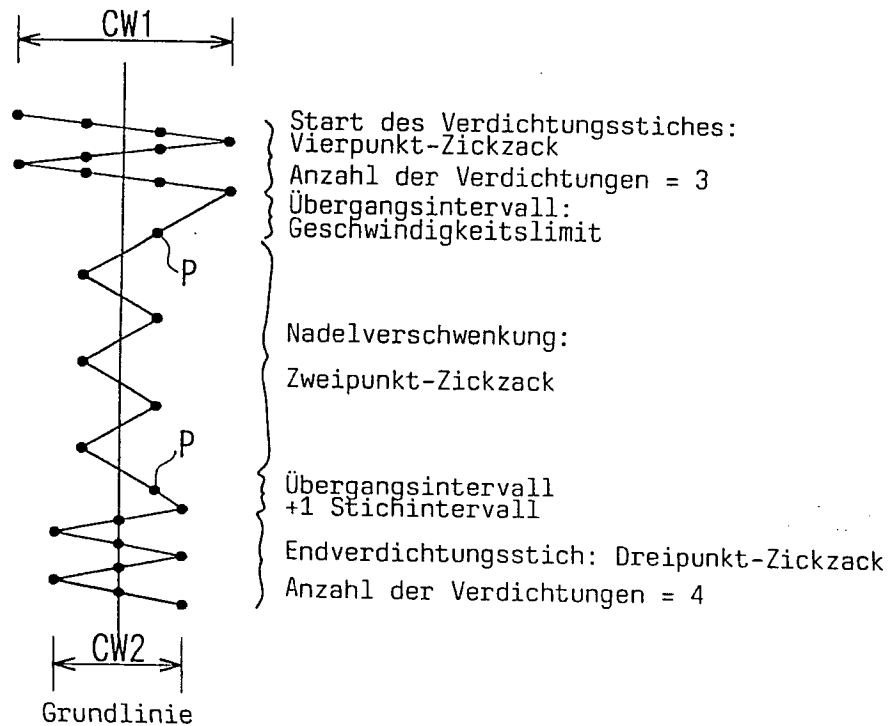 CW1
Start des Verdichtungsstiches:
Vierpunkt-Zickzack
Anzahl der Verdichtungen = 3
Übergangsintervall:
Geschwindigkeitslimit
P
Nadelverschwenkung:
Zweipunkt-Zickzack
P
Übergangsintervall
+1 Stichintervall
Endverdichtungsstich: Dreipunkt-Zickzack
Anzahl der Verdichtungen = 4
CW2
Grundlinie